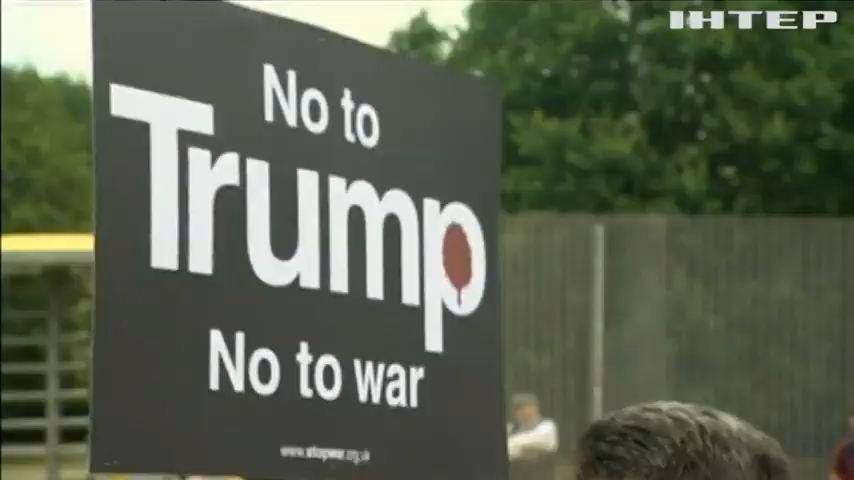 ІНТЕР
No to
Trump
No to war
www.stopwar.org.uk